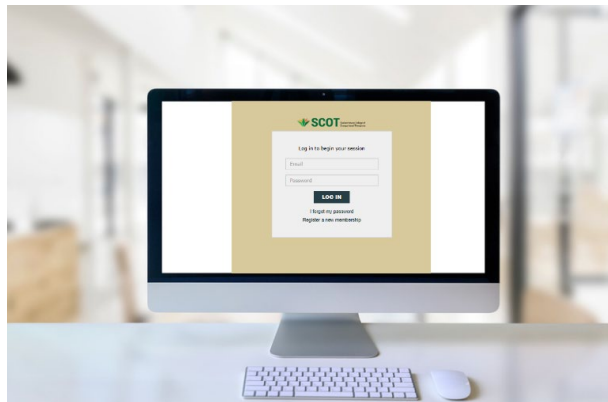 SCOT
Log in to begin your session
Email
Password
LOG IN
I forgot my password
Register a new membership